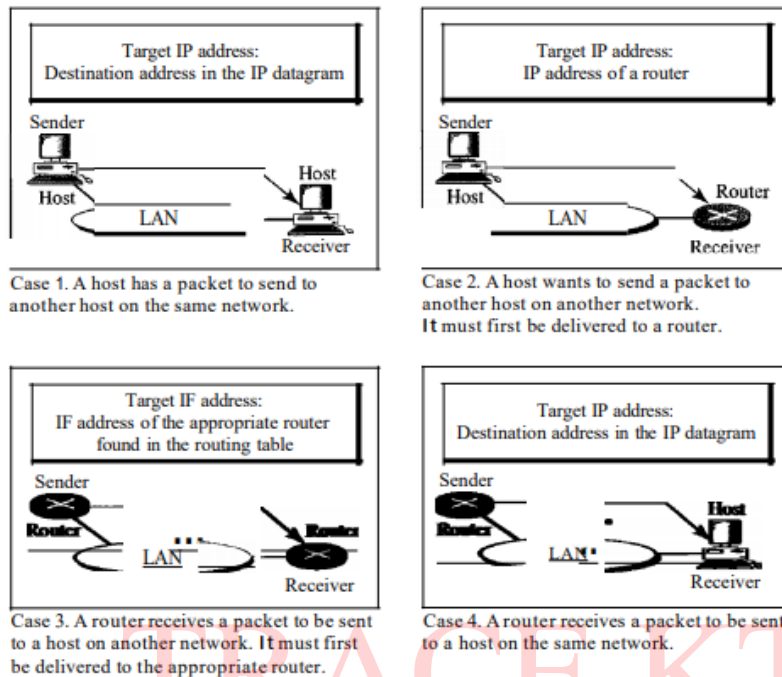 Target IP address:
Destination address in the IP datagram
Sender
Host
Host
LAN
Receiver
Case 1. A host has a packet to send to
another host on the same network.
Target IP address:
IP address of a router
Sender
Host
Router
LAN
Receiver
Case 2. A host wants to send a packet to
another host on another network.
It must first be delivered to a router.
Target IF address:
IF address of the appropriate router
found in the routing table
Sender
Router
Router
LAN
Receiver
Case 3. A router receives a packet to be sent
to a host on another network. It must first
be delivered to the appropriate router.
Target IP address:
Destination address in the IP datagram
Sender
Host
Router
LAN
Receiver
Case 4. A router receives a packet to be sent
to a host on the same network.
TRACE KT